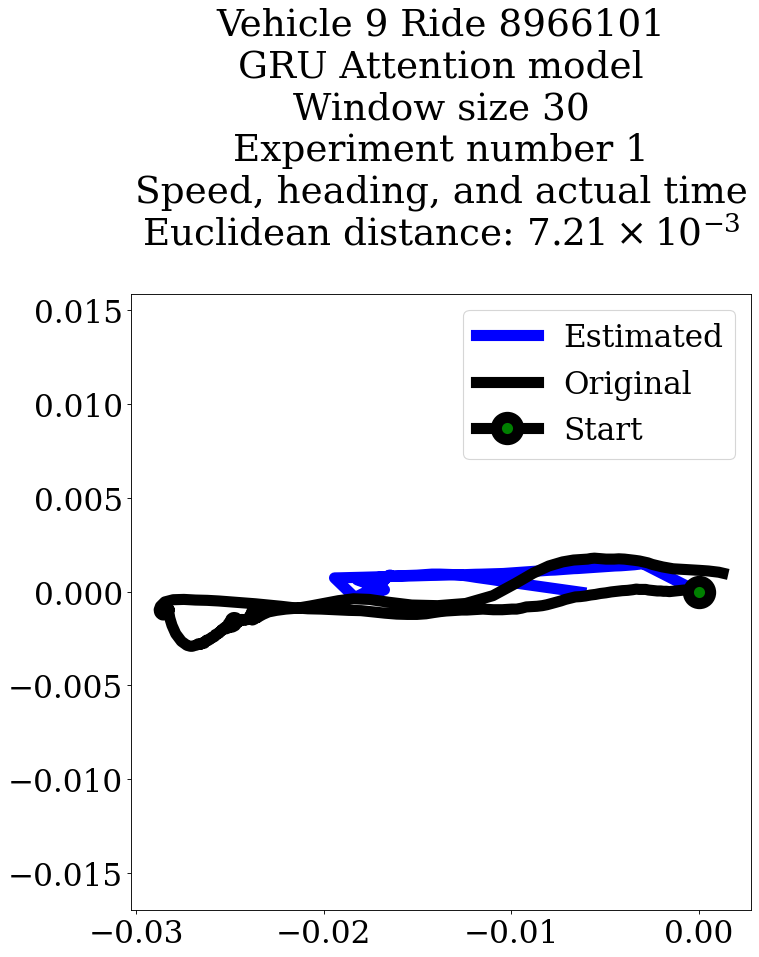 Vehicle 9 Ride 8966101
GRU Attention model
Window size 30
Experiment number 1
Speed, heading, and actual time
Euclidean distance: 7.21 × 10⁻³
Estimated
Original
Start
0.015
0.010
0.005
0.000
−0.005
−0.010
−0.015
−0.03 −0.02 −0.01 0.00